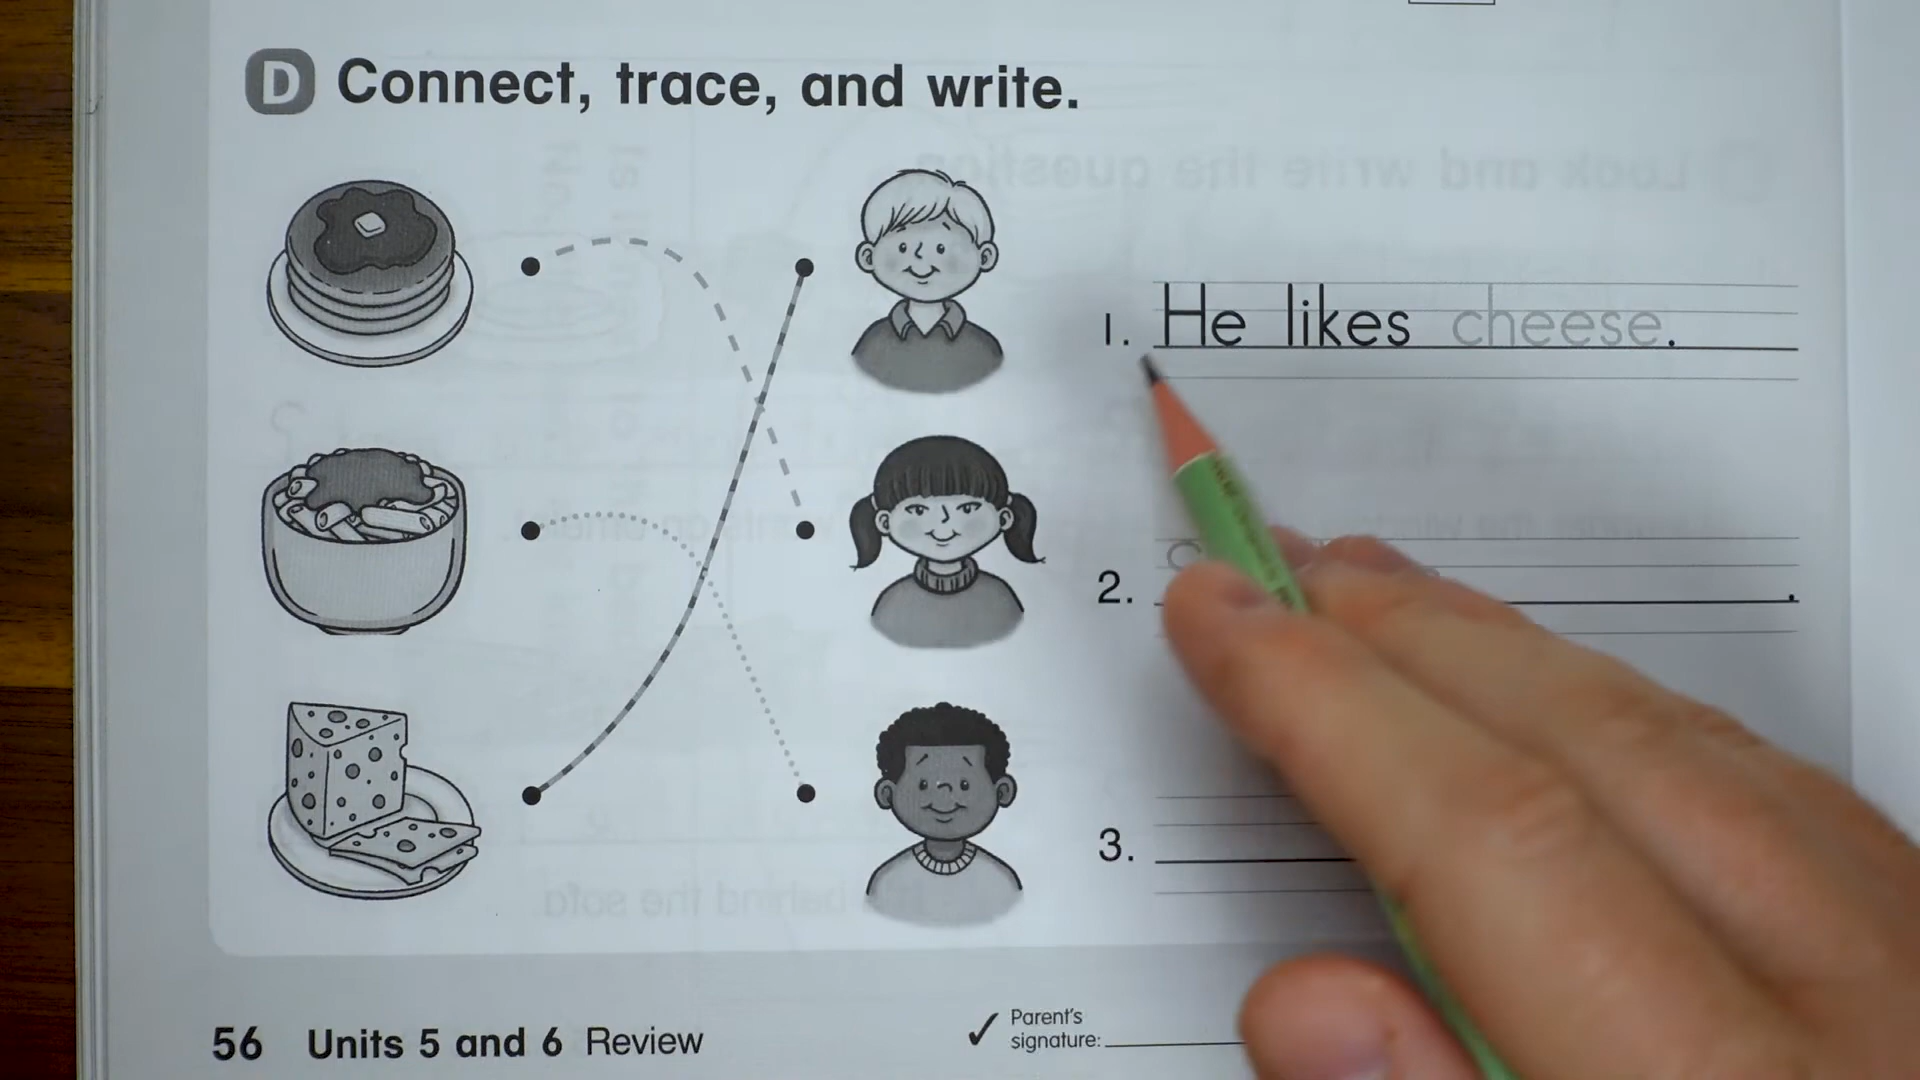 D Connect, trace, and write.
1. He likes cheese.
2.
3.
56 Units 5 and 6 Review
✓ Parent's
signature: